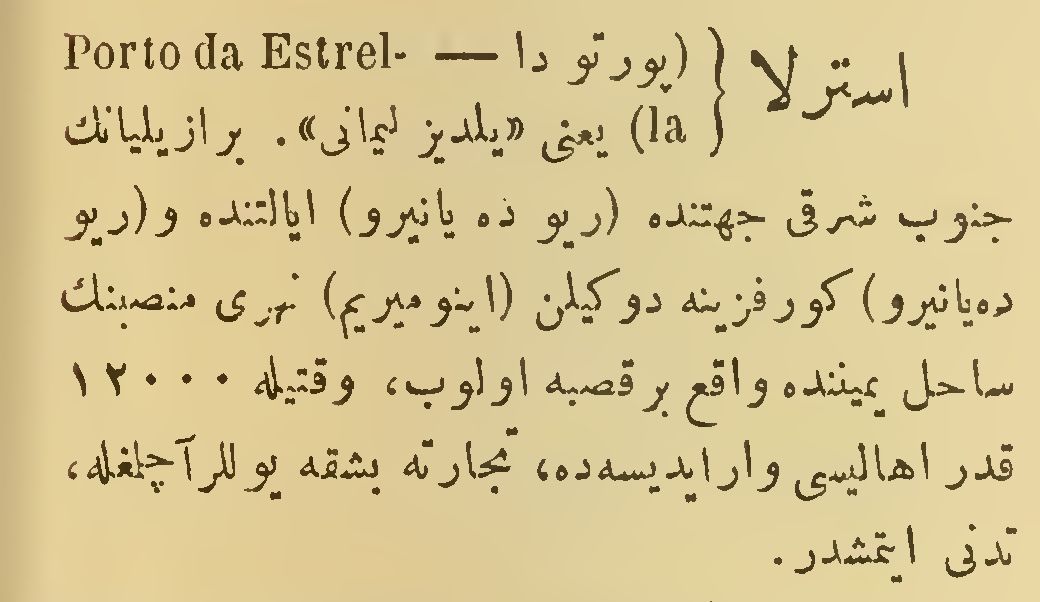 استرلا { (پورتو دا — Porto da Estrel-
la) یعنی «یلدیز لیمانی». برازیلیانك
جنوب شرقی جهتنده (ریو ده یانیرو) ایالتنده و(ریو
ده‌یانیرو) کورفزینه دوکیلن (اینومیریم) نهری منصبنك
ساحل یمیننده واقع برقصبه اولوب، وقتیله ۱۲۰۰۰
قدر اهالیسی وارایدیسه‌ده، تجارته بشقه یوللرآچلغله،
تدنی ایتمشدر.